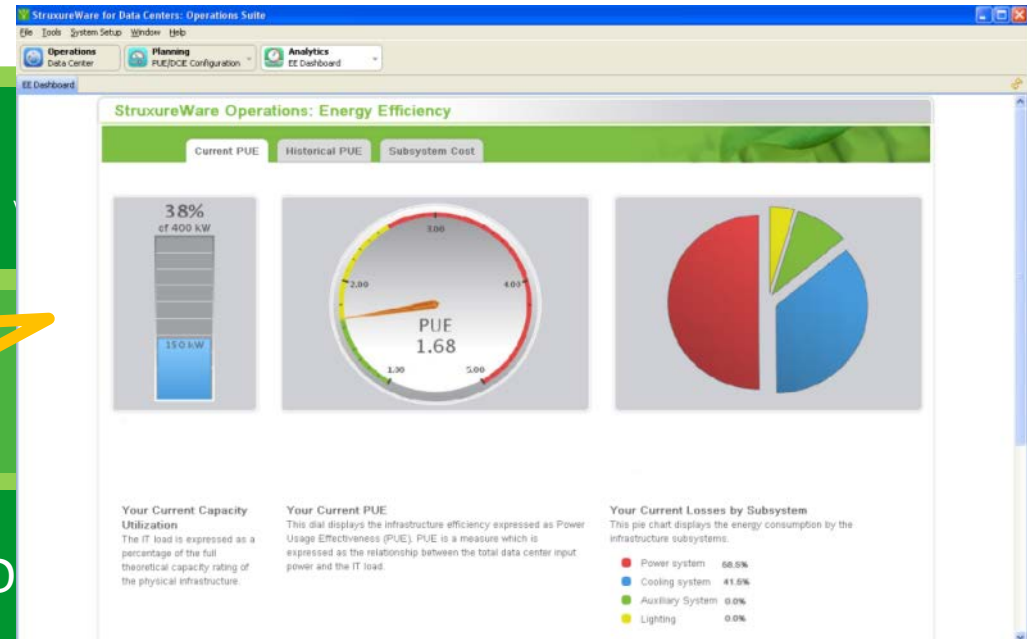 StruxureWare for Data Centers: Operations Suite
File Tools System Setup Window Help
Operations
Data Center
Planning
PUE/DCIE Configuration
Analytics
EE Dashboard
EE Dashboard
StruxureWare Operations: Energy Efficiency
Current PUE
Historical PUE
Subsystem Cost
38%
of 400 kW
150 kW
3.00
2.00
4.00
PUE
1.68
1.00
5.00
Your Current Capacity
Utilization
The IT load is expressed as a
percentage of the full
theoretical capacity rating of
the physical infrastructure.
Your Current PUE
This dial displays the infrastructure efficiency expressed as Power
Usage Effectiveness (PUE). PUE is a measure which is
expressed as the relationship between the total data center input
power and the IT load.
Your Current Losses by Subsystem
This pie chart displays the energy consumption by the
infrastructure subsystems.
Power system 58.5%
Cooling system 41.5%
Auxiliary System 0.0%
Lighting 0.0%